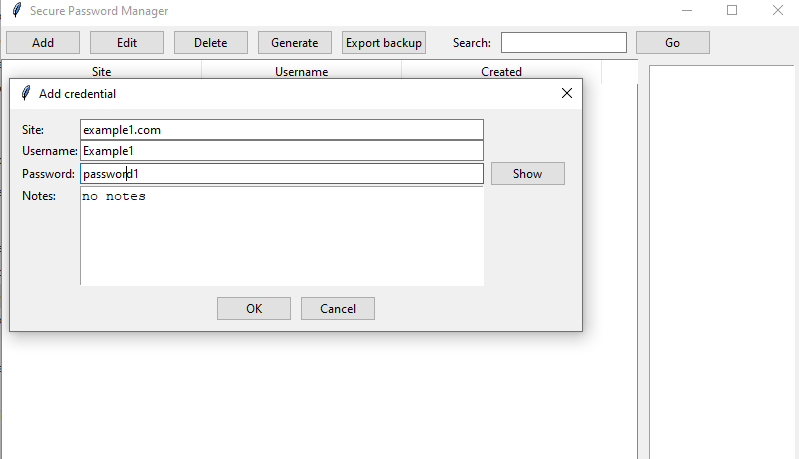 Secure Password Manager
Add Edit Delete Generate Export backup Search: Go
Site Username Created
Add credential
Site: example1.com
Username: Example1
Password: password1 Show
Notes: no notes
OK Cancel